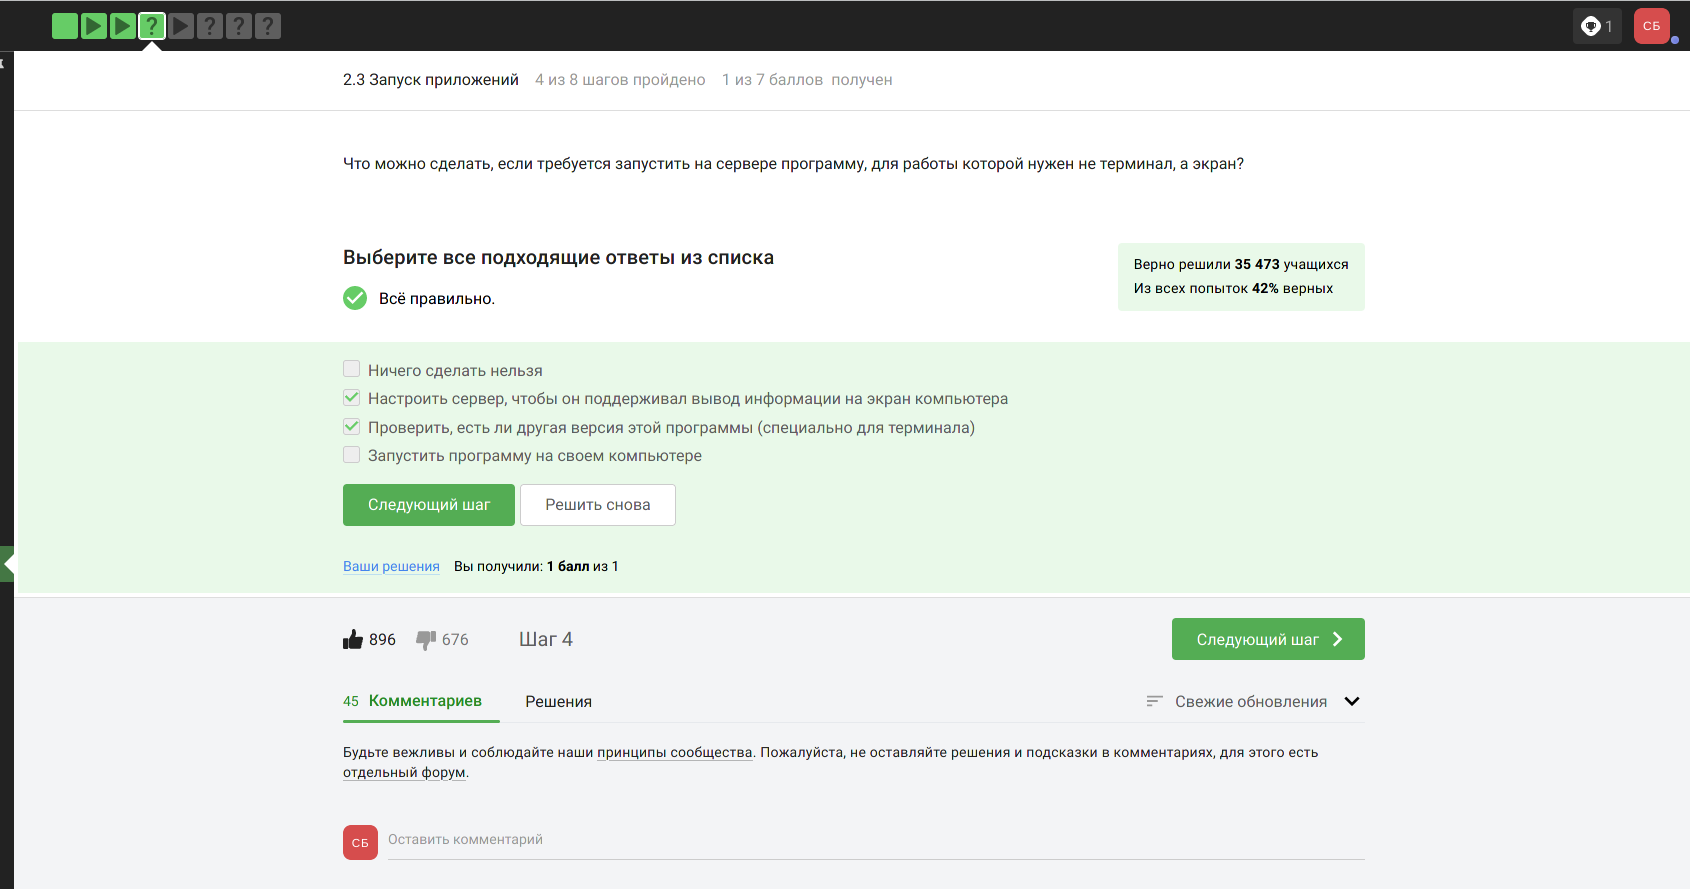 ? ? ? ?
1
СБ
2.3 Запуск приложений 4 из 8 шагов пройдено 1 из 7 баллов получен
Что можно сделать, если требуется запустить на сервере программу, для работы которой нужен не терминал, а экран?
Выберите все подходящие ответы из списка
Всё правильно.
Верно решили 35 473 учащихся
Из всех попыток 42% верных
Ничего сделать нельзя
Настроить сервер, чтобы он поддерживал вывод информации на экран компьютера
Проверить, есть ли другая версия этой программы (специально для терминала)
Запустить программу на своем компьютере
Следующий шаг Решить снова
Ваши решения Вы получили: 1 балл из 1
896 676 Шаг 4 Следующий шаг
45 Комментариев Решения Свежие обновления
Будьте вежливы и соблюдайте наши принципы сообщества. Пожалуйста, не оставляйте решения и подсказки в комментариях, для этого есть
отдельный форум.
СБ Оставить комментарий